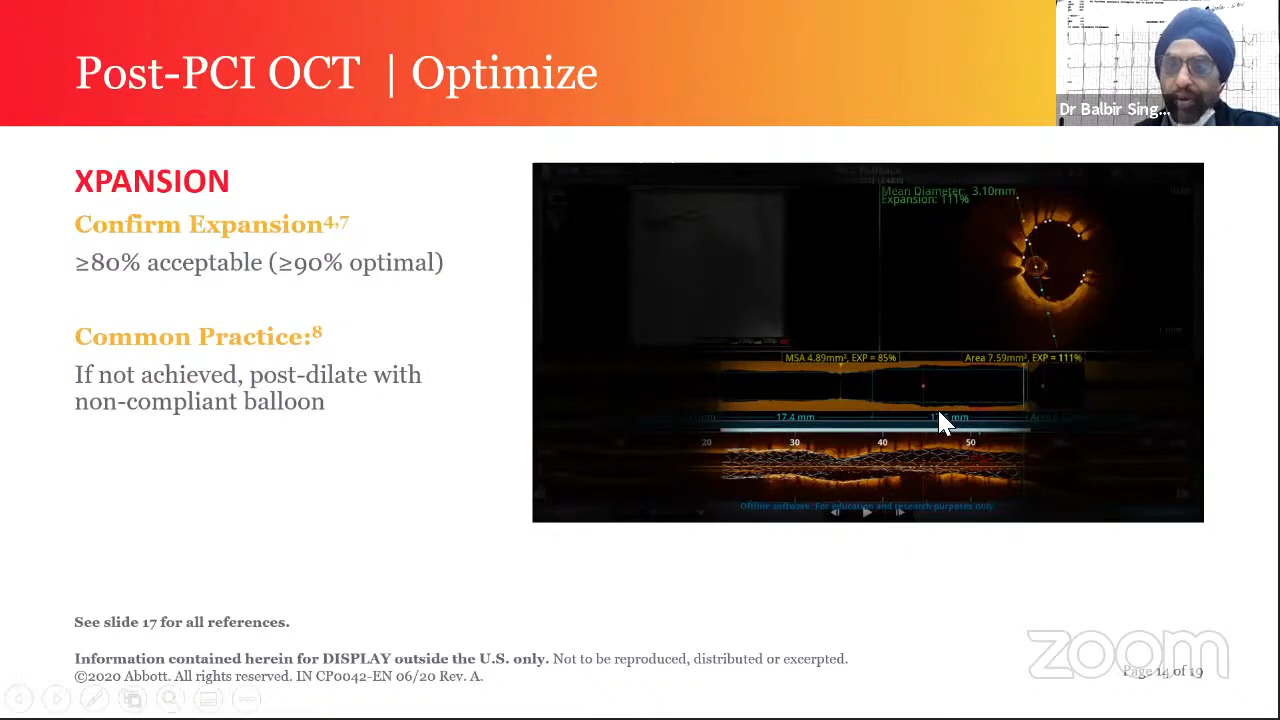 Post-PCI OCT | Optimize
Dr Balbir Sing...
XPANSION
Confirm Expansion4,7
≥80% acceptable (≥90% optimal)
Common Practice:8
If not achieved, post-dilate with
non-compliant balloon
Mean Diameter: 3.10mm
Expansion: 111%
MSA 4.89mm², EXP = 85% Area 7.59mm², EXP = 111%
17.4 mm mm
20 30 40 50
Offline software. For education and research purposes only
See slide 17 for all references.
Information contained herein for DISPLAY outside the U.S. only. Not to be reproduced, distributed or excerpted.
©2020 Abbott. All rights reserved. IN CP0042-EN 06/20 Rev. A.
zoom
Page 14 of 19